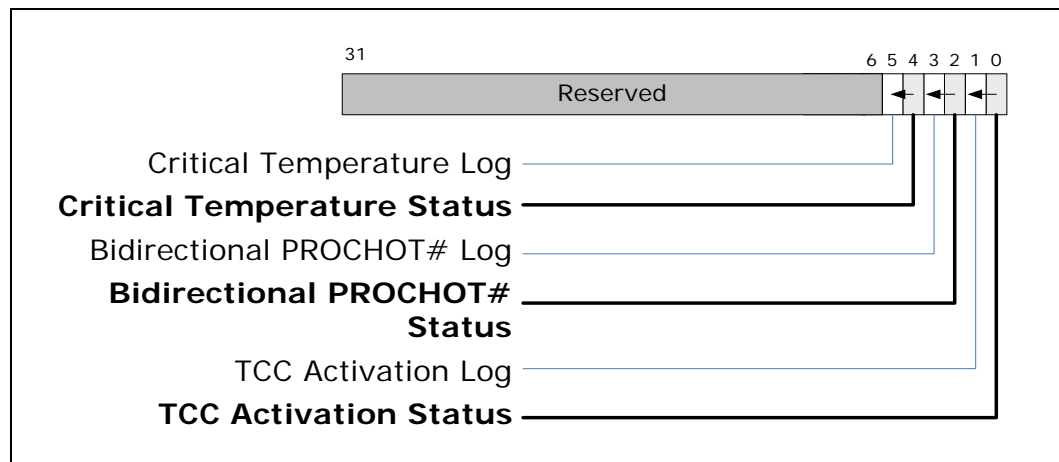 31
6 5 4 3 2 1 0
Reserved
Critical Temperature Log
Critical Temperature Status
Bidirectional PROCHOT# Log
Bidirectional PROCHOT#
Status
TCC Activation Log
TCC Activation Status